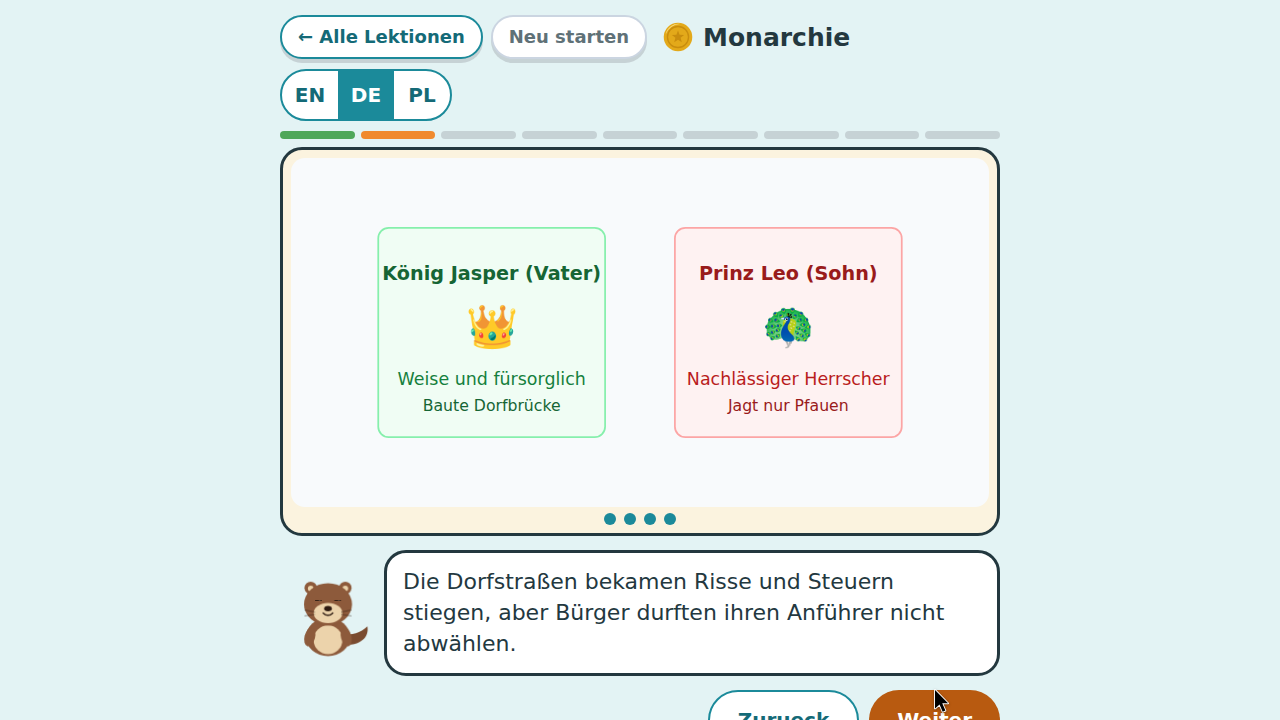 ← Alle Lektionen
Neu starten
Monarchie
EN
DE
PL
König Jasper (Vater)
Weise und fürsorglich
Baute Dorfbrücke
Prinz Leo (Sohn)
Nachlässiger Herrscher
Jagt nur Pfauen
Die Dorfstraßen bekamen Risse und Steuern
stiegen, aber Bürger durften ihren Anführer nicht
abwählen.
Zurueck
Weiter